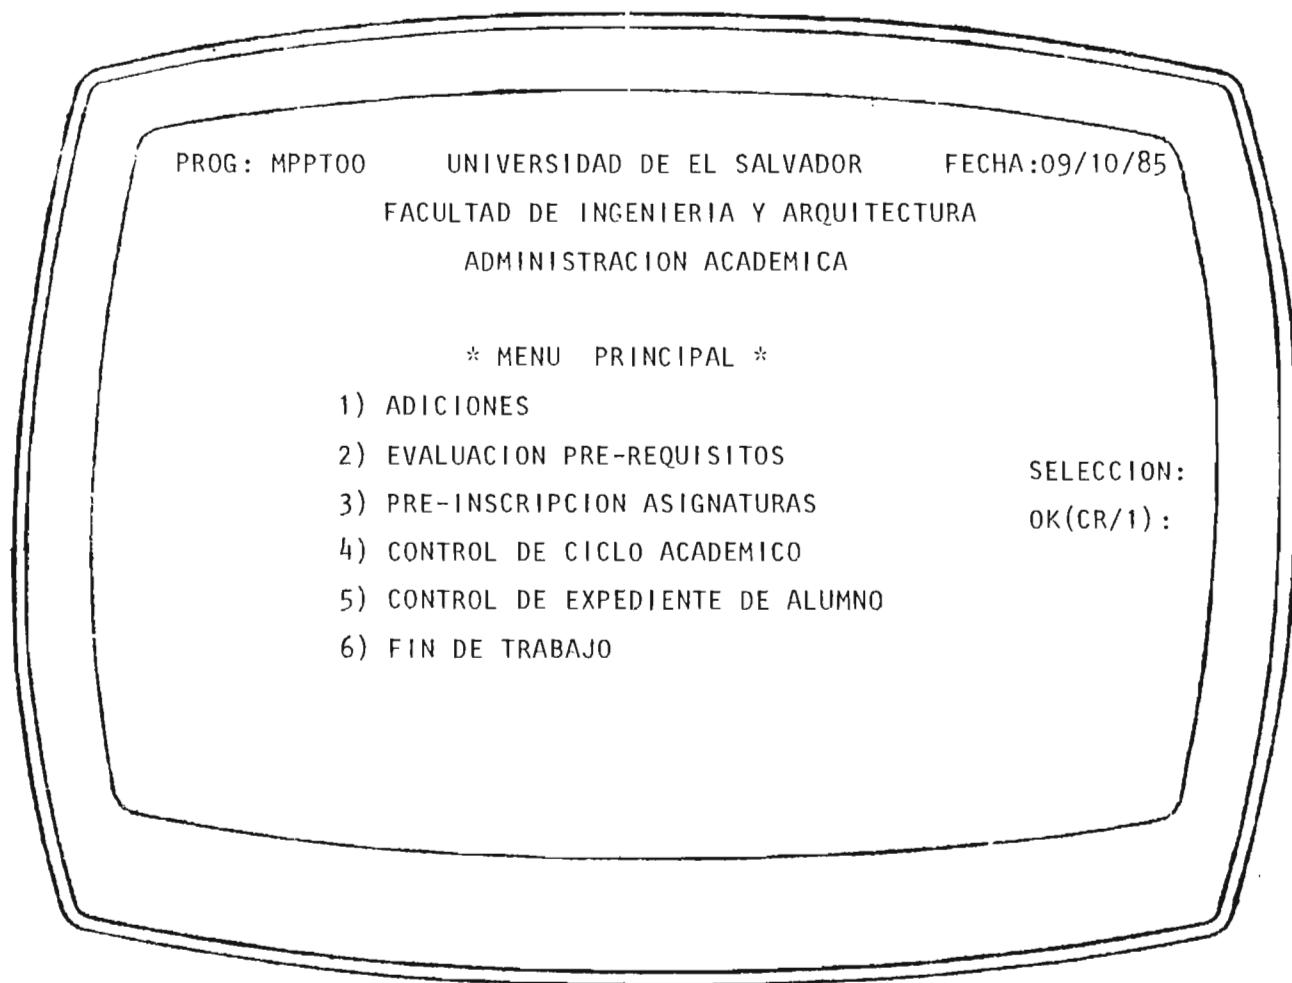 PROG: MPPT00 UNIVERSIDAD DE EL SALVADOR FECHA:09/10/85
FACULTAD DE INGENIERIA Y ARQUITECTURA
ADMINISTRACION ACADEMICA
* MENU PRINCIPAL *
1) ADICIONES
2) EVALUACION PRE-REQUISITOS
SELECCION:
3) PRE-INSCRIPCION ASIGNATURAS
OK(CR/1):
4) CONTROL DE CICLO ACADEMICO
5) CONTROL DE EXPEDIENTE DE ALUMNO
6) FIN DE TRABAJO